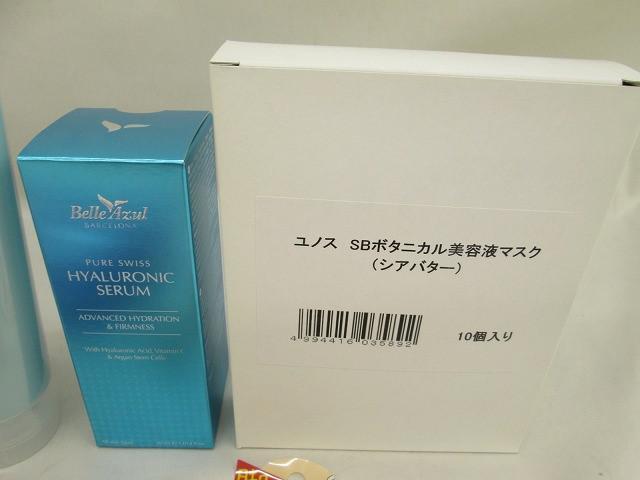 Belle Azul
BARCELONA
PURE SWISS
HYALURONIC
SERUM
ADVANCED HYDRATION
& FIRMNESS
With Hyaluronic Acid, Vitamin C
& Argan Stem Cells
ユノス SBボタニカル美容液マスク
(シアバター)
4994416035892
10個入り